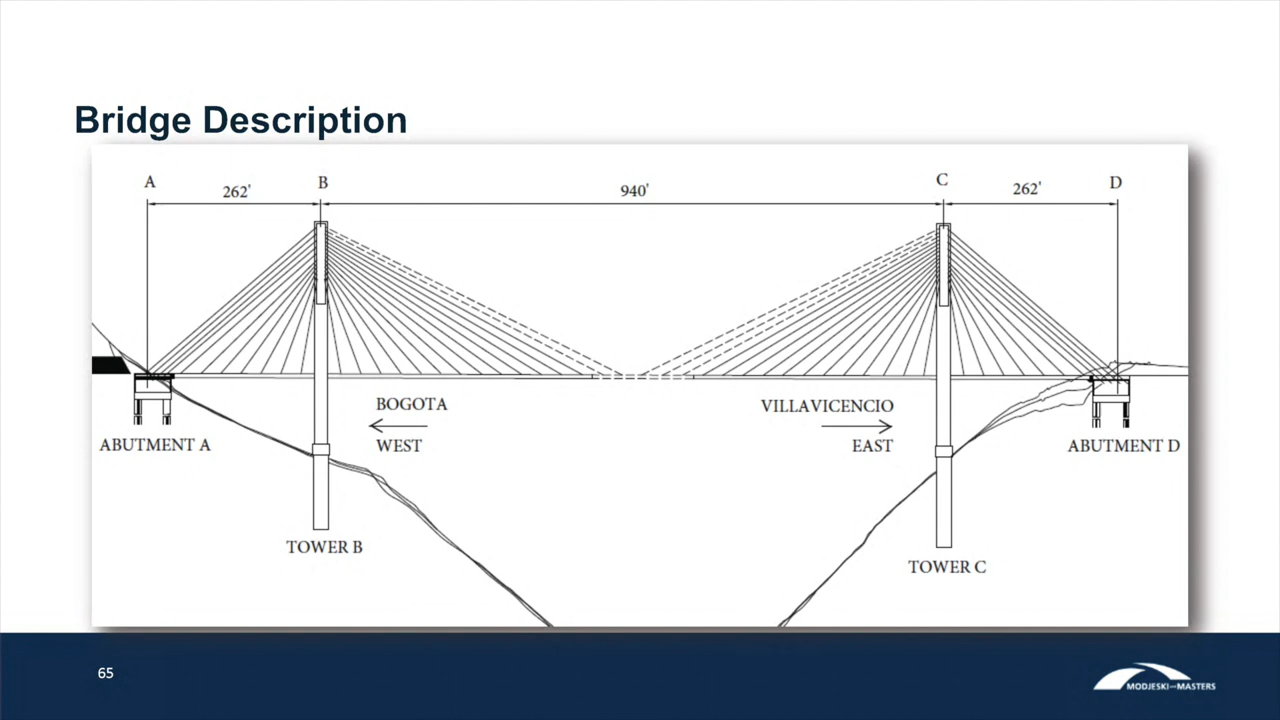 Bridge Description
A 262' B 940' C 262' D
BOGOTA
WEST
VILLAVICENCIO
EAST
ABUTMENT A
ABUTMENT D
TOWER B
TOWER C
65
MODJESKI and MASTERS